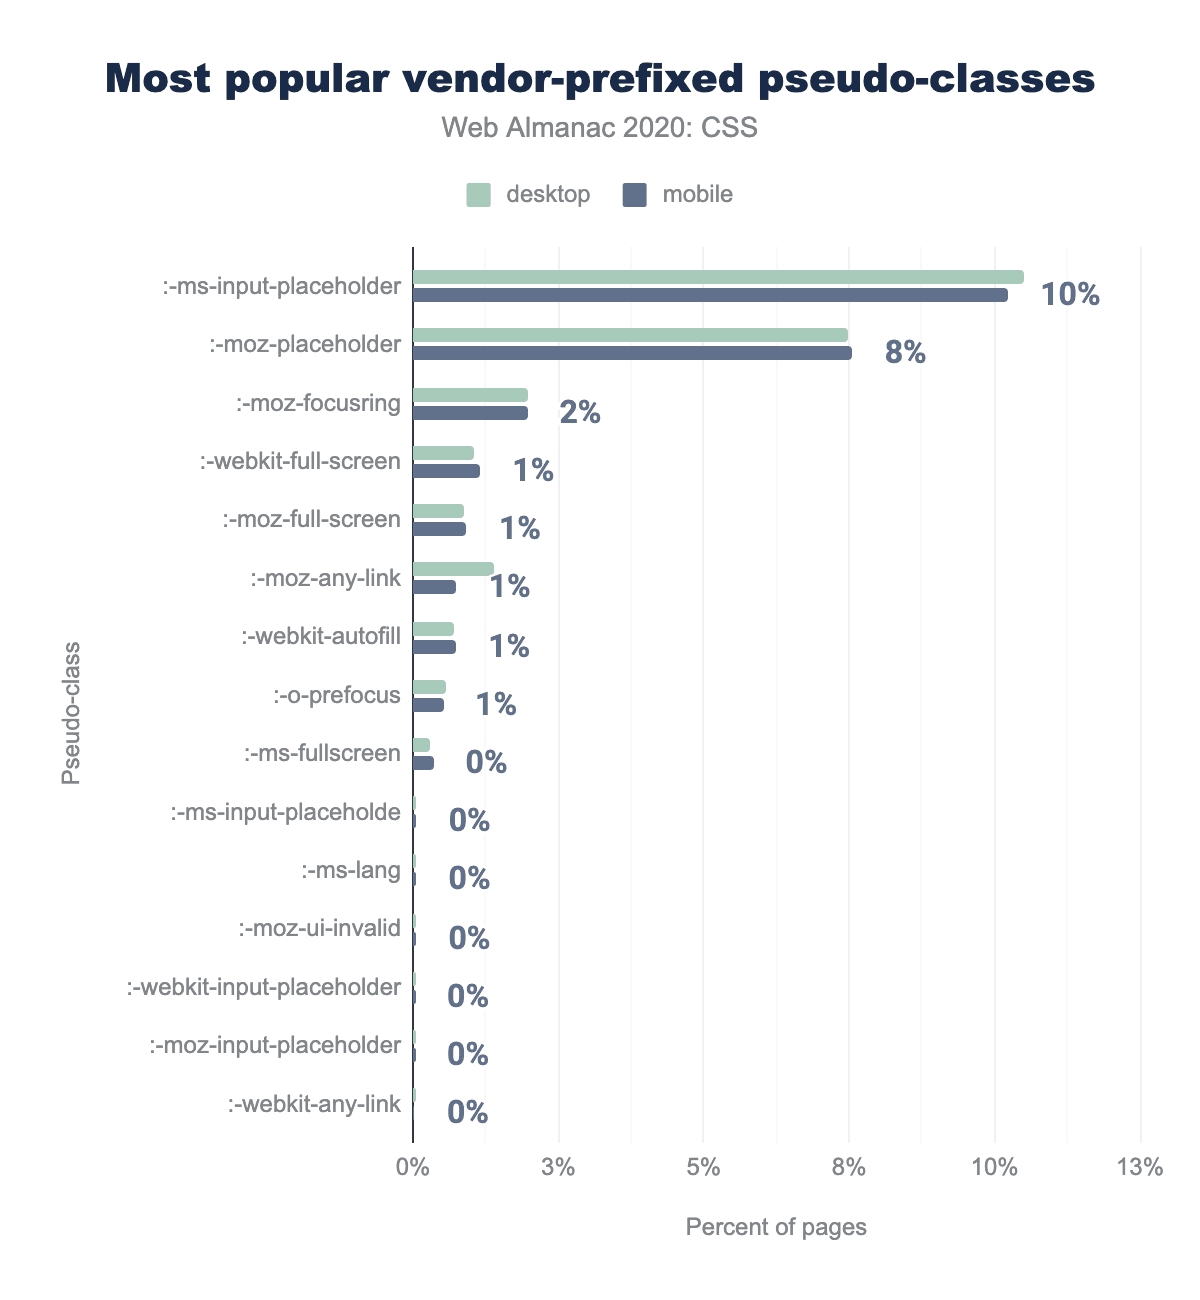 Most popular vendor-prefixed pseudo-classes
Web Almanac 2020: CSS
desktop mobile
:-ms-input-placeholder 10%
:-moz-placeholder 8%
:-moz-focusring 2%
:-webkit-full-screen 1%
:-moz-full-screen 1%
:-moz-any-link 1%
:-webkit-autofill 1%
:-o-prefocus 1%
:-ms-fullscreen 0%
:-ms-input-placeholde 0%
:-ms-lang 0%
:-moz-ui-invalid 0%
:-webkit-input-placeholder 0%
:-moz-input-placeholder 0%
:-webkit-any-link 0%
Pseudo-class
0% 3% 5% 8% 10% 13%
Percent of pages